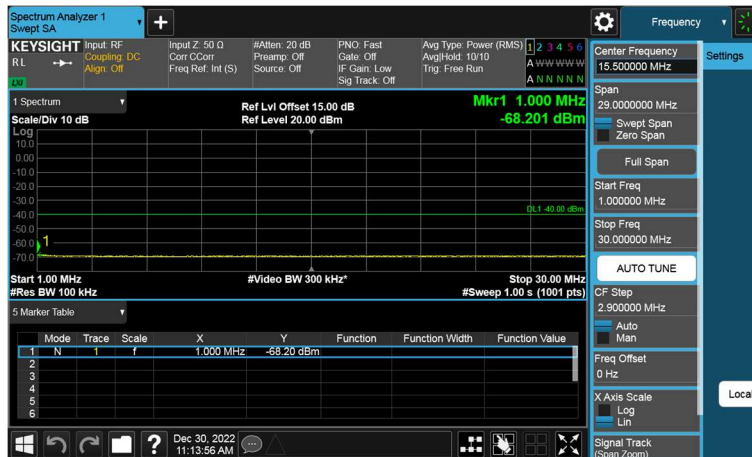 Spectrum Analyzer 1
Swept SA
+
Frequency
KEYSIGHT Input: RF Input Z: 50 Ω #Atten: 20 dB PNO: Fast Avg Type: Power (RMS) 1 2 3 4 5 6
RL Coupling: DC Corr CCorr Preamp: Off Gate: Off Avg|Hold: 10/10 A W W W W W
Align: Off Freq Ref: Int (S) Source: Off IF Gain: Low Trig: Free Run
LXI Sig Track: Off A N N N N N
1 Spectrum
Ref Lvl Offset 15.00 dB Mkr1 1.000 MHz
Scale/Div 10 dB Ref Level 20.00 dBm -68.201 dBm
Log
10.0
0.00
-10.0
-20.0
-30.0
DL1 -40.00 dBm
-40.0
-50.0
-60.0
1
-70.0
Start 1.00 MHz #Video BW 300 kHz* Stop 30.00 MHz
#Res BW 100 kHz #Sweep 1.00 s (1001 pts)
5 Marker Table
Mode Trace Scale X Y Function Function Width Function Value
1 N 1 f 1.000 MHz -68.20 dBm
2
3
4
5
6
? Dec 30, 2022
11:13:56 AM
Center Frequency
15.500000 MHz
Settings
Span
29.0000000 MHz
Swept Span
Zero Span
Full Span
Start Freq
1.000000 MHz
Stop Freq
30.000000 MHz
AUTO TUNE
CF Step
2.900000 MHz
Auto
Man
Freq Offset
0 Hz
X Axis Scale
Log
Lin
Local
Signal Track
(Span Zoom)